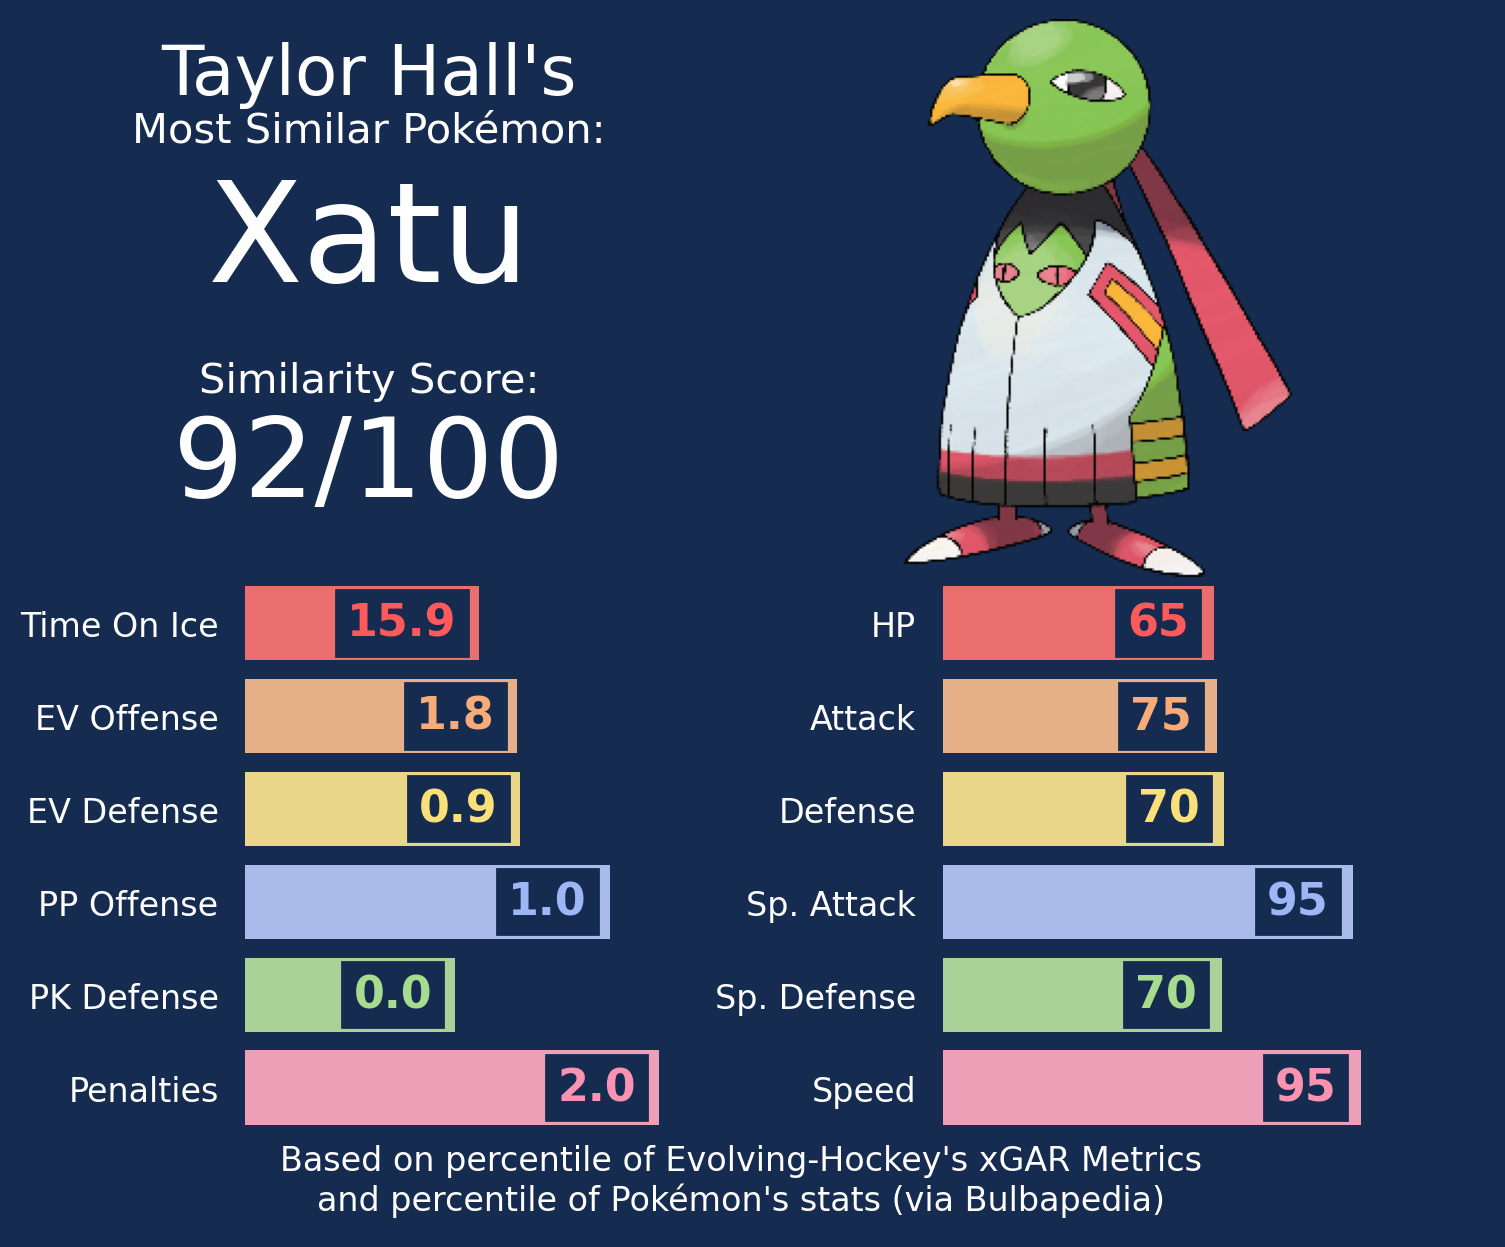 Taylor Hall's
Most Similar Pokémon:
Xatu
Similarity Score:
92/100
Time On Ice 15.9
EV Offense 1.8
EV Defense 0.9
PP Offense 1.0
PK Defense 0.0
Penalties 2.0
HP 65
Attack 75
Defense 70
Sp. Attack 95
Sp. Defense 70
Speed 95
Based on percentile of Evolving-Hockey's xGAR Metrics
and percentile of Pokémon's stats (via Bulbapedia)